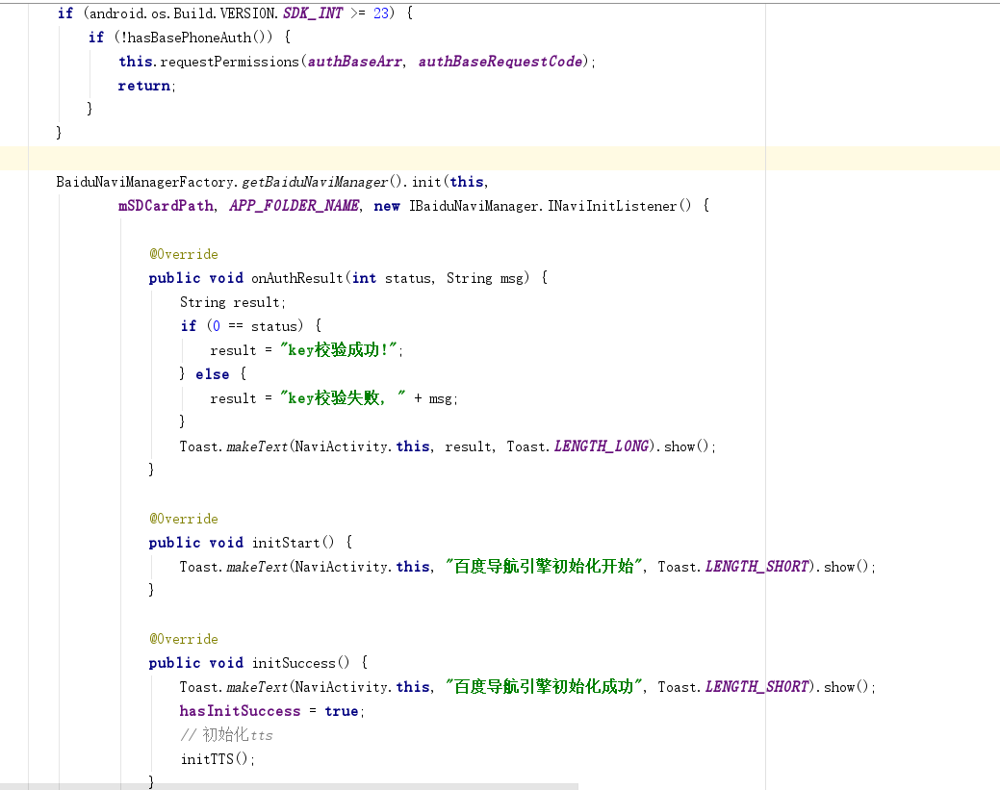 if (android.os.Build.VERSION.SDK_INT >= 23) {
if (!hasBasePhoneAuth()) {
this.requestPermissions(authBaseArr, authBaseRequestCode);
return;
}
}
BaiduNaviManagerFactory.getBaiduNaviManager().init(this,
mSDCardPath, APP_FOLDER_NAME, new IBaiduNaviManager.INaviInitListener() {
@Override
public void onAuthResult(int status, String msg) {
String result;
if (0 == status) {
result = "key校验成功!";
} else {
result = "key校验失败, " + msg;
}
Toast.makeText(NaviActivity.this, result, Toast.LENGTH_LONG).show();
}
@Override
public void initStart() {
Toast.makeText(NaviActivity.this, "百度导航引擎初始化开始", Toast.LENGTH_SHORT).show();
}
@Override
public void initSuccess() {
Toast.makeText(NaviActivity.this, "百度导航引擎初始化成功", Toast.LENGTH_SHORT).show();
hasInitSuccess = true;
// 初始化tts
initTTS();
}